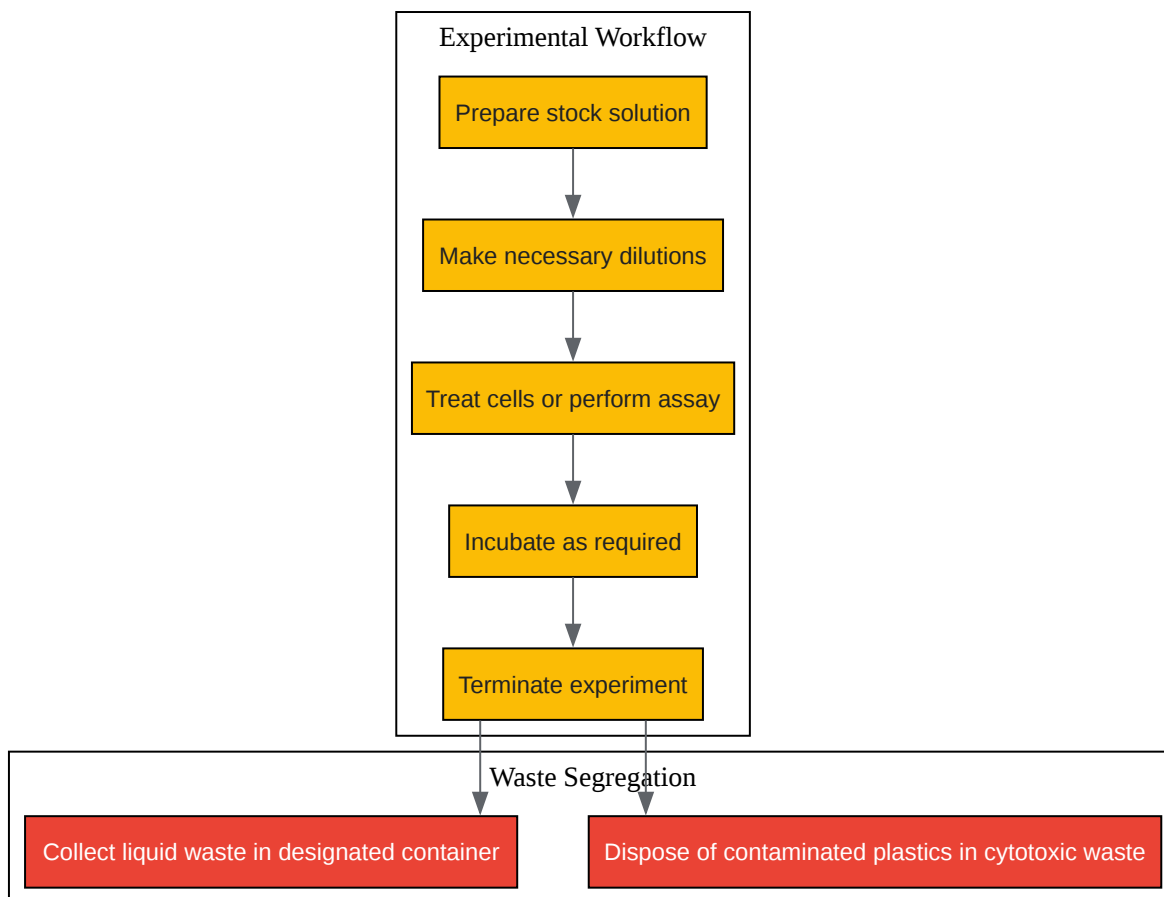 Experimental Workflow
Prepare stock solution
Make necessary dilutions
Treat cells or perform assay
Incubate as required
Terminate experiment
Waste Segregation
Collect liquid waste in designated container
Dispose of contaminated plastics in cytotoxic waste